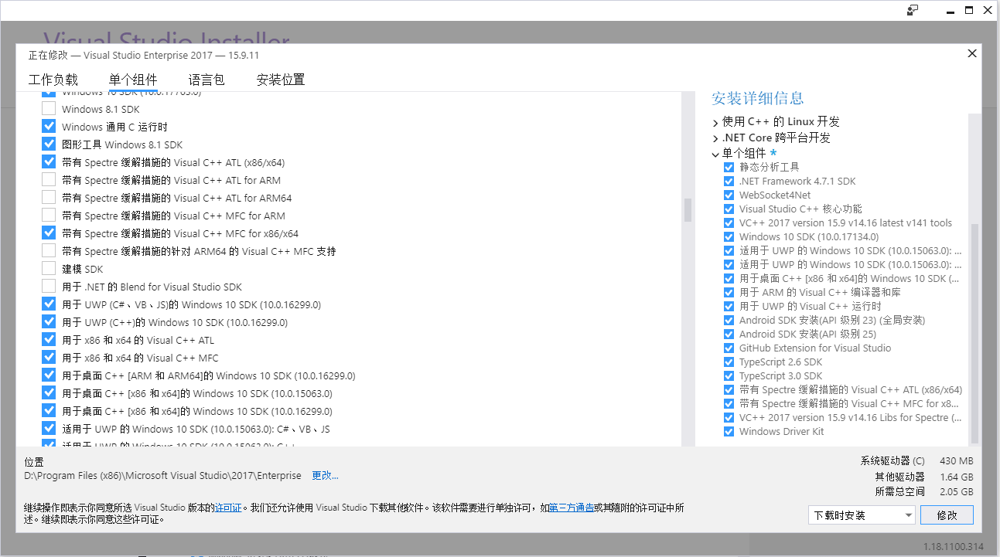 Visual Studio Installer
正在修改 — Visual Studio Enterprise 2017 — 15.9.11
工作负载 单个组件 语言包 安装位置
Windows 10 SDK (10.0.17763.0)
Windows 8.1 SDK
Windows 通用 C 运行时
图形工具 Windows 8.1 SDK
带有 Spectre 缓解措施的 Visual C++ ATL (x86/x64)
带有 Spectre 缓解措施的 Visual C++ ATL for ARM
带有 Spectre 缓解措施的 Visual C++ ATL for ARM64
带有 Spectre 缓解措施的 Visual C++ MFC for ARM
带有 Spectre 缓解措施的 Visual C++ MFC for x86/x64
带有 Spectre 缓解措施的针对 ARM64 的 Visual C++ MFC 支持
建模 SDK
用于 .NET 的 Blend for Visual Studio SDK
用于 UWP (C#、VB、JS)的 Windows 10 SDK (10.0.16299.0)
用于 UWP (C++)的 Windows 10 SDK (10.0.16299.0)
用于 x86 和 x64 的 Visual C++ ATL
用于 x86 和 x64 的 Visual C++ MFC
用于桌面 C++ [ARM 和 ARM64]的 Windows 10 SDK (10.0.16299.0)
用于桌面 C++ [x86 和 x64]的 Windows 10 SDK (10.0.15063.0)
用于桌面 C++ [x86 和 x64]的 Windows 10 SDK (10.0.16299.0)
适用于 UWP 的 Windows 10 SDK (10.0.15063.0): C#、VB、JS
适用于 UWP 的 Windows 10 SDK (10.0.15063.0): C++
安装详细信息
使用 C++ 的 Linux 开发
.NET Core 跨平台开发
单个组件 *
静态分析工具
.NET Framework 4.7.1 SDK
WebSocket4Net
Visual Studio C++ 核心功能
VC++ 2017 version 15.9 v14.16 latest v141 tools
Windows 10 SDK (10.0.17134.0)
适用于 UWP 的 Windows 10 SDK (10.0.15063.0): ...
适用于 UWP 的 Windows 10 SDK (10.0.15063.0): ...
用于桌面 C++ [x86 和 x64]的 Windows 10 SDK (...
用于 ARM 的 Visual C++ 编译器和库
用于 UWP 的 Visual C++ 运行时
Android SDK 安装(API 级别 23) (全局安装)
Android SDK 安装(API 级别 25)
GitHub Extension for Visual Studio
TypeScript 2.6 SDK
TypeScript 3.0 SDK
带有 Spectre 缓解措施的 Visual C++ ATL (x86/x64)
带有 Spectre 缓解措施的 Visual C++ MFC for x8...
VC++ 2017 version 15.9 v14.16 Libs for Spectre (...
Windows Driver Kit
位置
D:\Program Files (x86)\Microsoft Visual Studio\2017\Enterprise 更改...
系统驱动器 (C) 430 MB
其他驱动器 1.64 GB
所需总空间 2.05 GB
继续操作即表示你同意所选 Visual Studio 版本的许可证。我们还允许使用 Visual Studio 下载其他软件。该软件需要进行单独许可，如第三方通告或其随附的许可证中所
述。继续即表示你同意这些许可证。
下载时安装 修改
1.18.1100.314